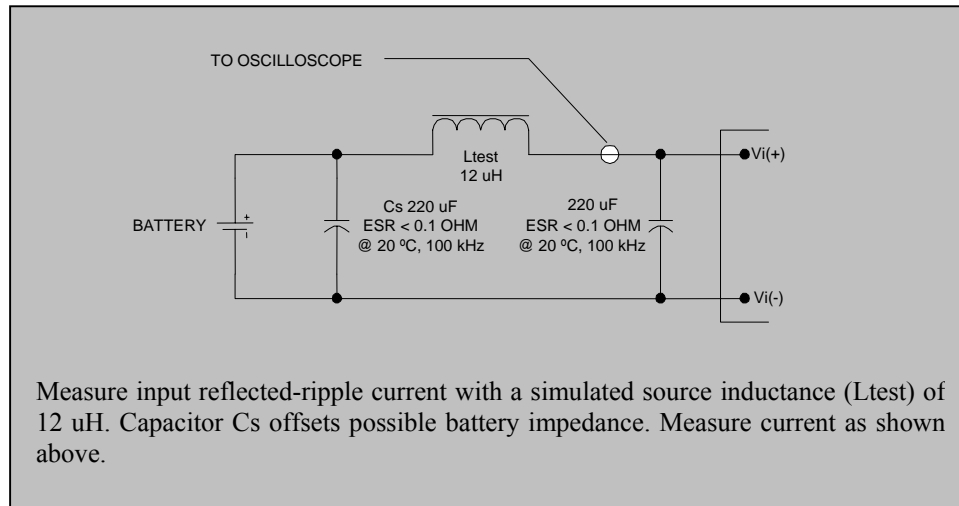 TO OSCILLOSCOPE
Ltest
12 uH
Vi(+)
BATTERY
+
Cs 220 uF
ESR < 0.1 OHM
@ 20 ºC, 100 kHz
220 uF
ESR < 0.1 OHM
@ 20 ºC, 100 kHz
Vi(-)
Measure input reflected-ripple current with a simulated source inductance (Ltest) of
12 uH. Capacitor Cs offsets possible battery impedance. Measure current as shown
above.